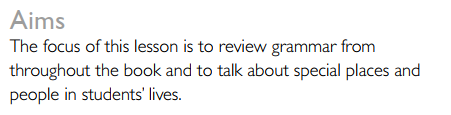 Aims
The focus of this lesson is to review grammar from
throughout the book and to talk about special places and
people in students' lives.